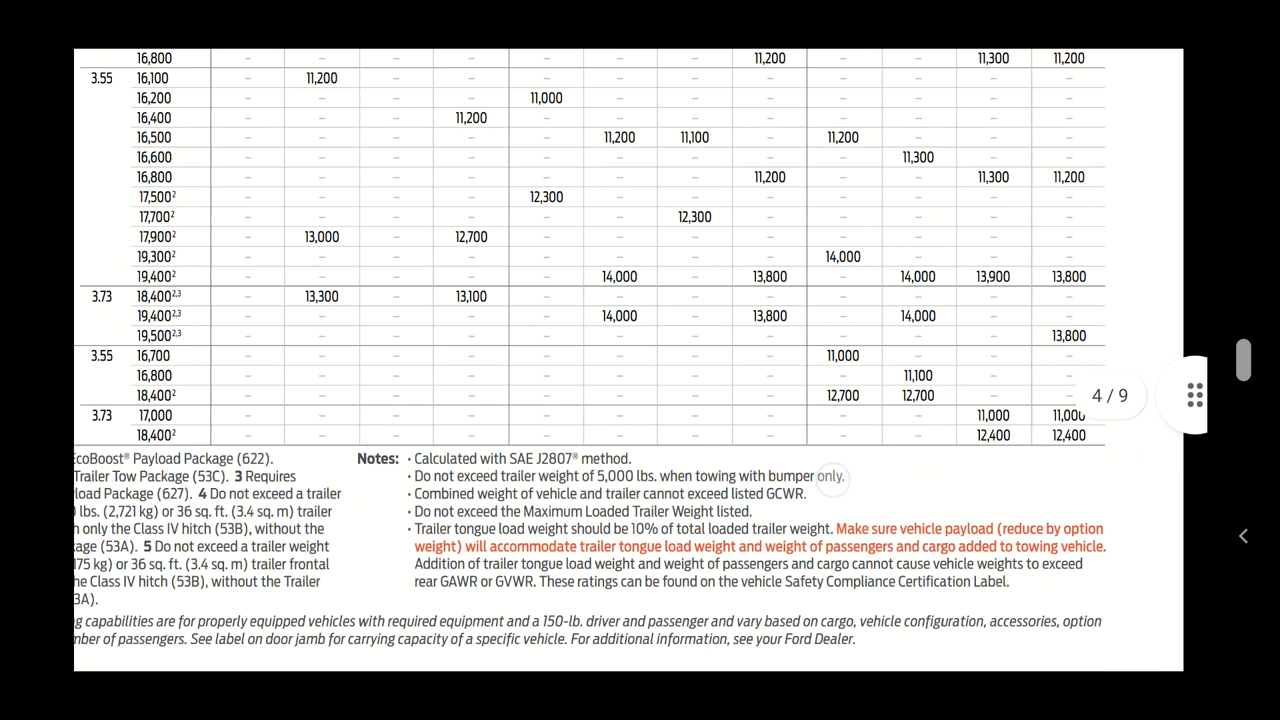 16,800 – – – – – – – 11,200 – – 11,300 11,200
3.55 16,100 – 11,200 – – – – – – – – – –
16,200 – – – – 11,000 – – – – – – –
16,400 – – – 11,200 – – – – – – – –
16,500 – – – – – 11,200 11,100 – 11,200 – – –
16,600 – – – – – – – – – 11,300 – –
16,800 – – – – – – – 11,200 – – 11,300 11,200
17,500² – – – – 12,300 – – – – – – –
17,700² – – – – – – 12,300 – – – – –
17,900² – 13,000 – 12,700 – – – – – – – –
19,300² – – – – – – – – 14,000 – – –
19,400² – – – – – 14,000 – 13,800 – 14,000 13,900 13,800
3.73 18,400²,³ – 13,300 – 13,100 – – – – – – – –
19,400²,³ – – – – – 14,000 – 13,800 – 14,000 – –
19,500²,³ – – – – – – – – – – – 13,800
3.55 16,700 – – – – – – – – 11,000 – – –
16,800 – – – – – – – – – 11,100 – –
18,400² – – – – – – – – 12,700 12,700 – –
4 / 9
3.73 17,000 – – – – – – – – – – 11,000 11,000
18,400² – – – – – – – – – – 12,400 12,400
EcoBoost® Payload Package (622).
Trailer Tow Package (53C). 3 Requires
load Package (627). 4 Do not exceed a trailer
lbs. (2,721 kg) or 36 sq. ft. (3.4 sq. m) trailer
only the Class IV hitch (53B), without the
age (53A). 5 Do not exceed a trailer weight
175 kg) or 36 sq. ft. (3.4 sq. m) trailer frontal
he Class IV hitch (53B), without the Trailer
3A).
Notes: · Calculated with SAE J2807® method.
· Do not exceed trailer weight of 5,000 lbs. when towing with bumper only.
· Combined weight of vehicle and trailer cannot exceed listed GCWR.
· Do not exceed the Maximum Loaded Trailer Weight listed.
· Trailer tongue load weight should be 10% of total loaded trailer weight. Make sure vehicle payload (reduce by option
weight) will accommodate trailer tongue load weight and weight of passengers and cargo added to towing vehicle.
Addition of trailer tongue load weight and weight of passengers and cargo cannot cause vehicle weights to exceed
rear GAWR or GVWR. These ratings can be found on the vehicle Safety Compliance Certification Label.
g capabilities are for properly equipped vehicles with required equipment and a 150-lb. driver and passenger and vary based on cargo, vehicle configuration, accessories, option
mber of passengers. See label on door jamb for carrying capacity of a specific vehicle. For additional information, see your Ford Dealer.